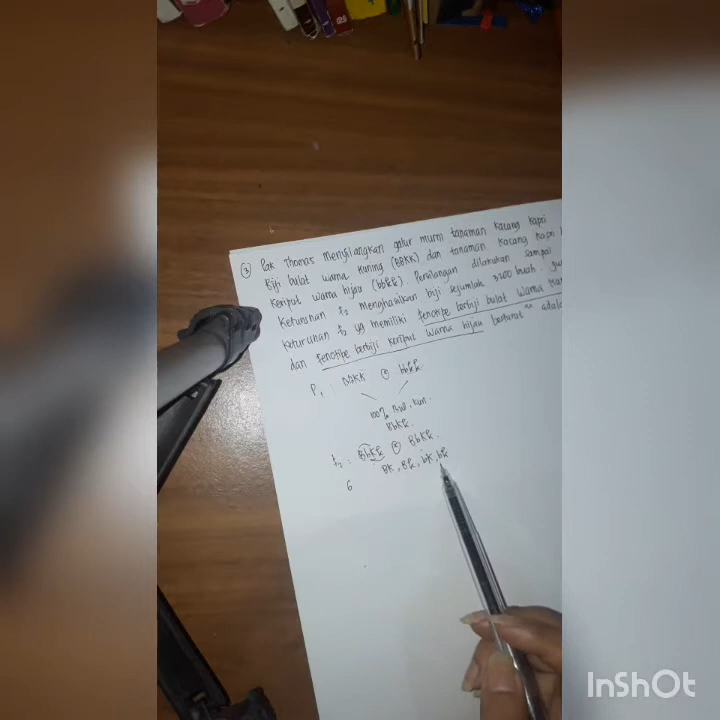 ③ Pak Thomas menyilangkan galur murni tanaman kacang kapri
Biji bulat warna kuning (BBKK) dan tanaman kacang kapri
keriput warna hijau (bbkk). Persilangan dilakukan sampai
keturunan f₂ menghasilkan biji sejumlah 3200 buah.
keturunan f₂ yg memiliki fenotipe berbiji bulat warna
dan fenotipe berbiji keriput warna hijau berturut" adala
P₁ : BBKK ⊗ bbkk
100% Bul, kun.
BbKk.
f₂ : BbKk ⊗ BbKk.
G BK, Bk, bK, bk
InShOt